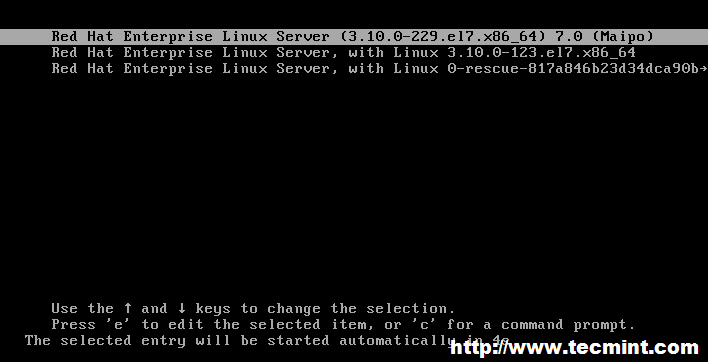 Red Hat Enterprise Linux Server (3.10.0-229.el7.x86_64) 7.0 (Maipo)
Red Hat Enterprise Linux Server, with Linux 3.10.0-123.el7.x86_64
Red Hat Enterprise Linux Server, with Linux 0-rescue-817a846b23d34dca90b→
Use the ↑ and ↓ keys to change the selection.
Press 'e' to edit the selected item, or 'c' for a command prompt.
The selected entry will be started automatically in 4s.
http://www.tecmint.com